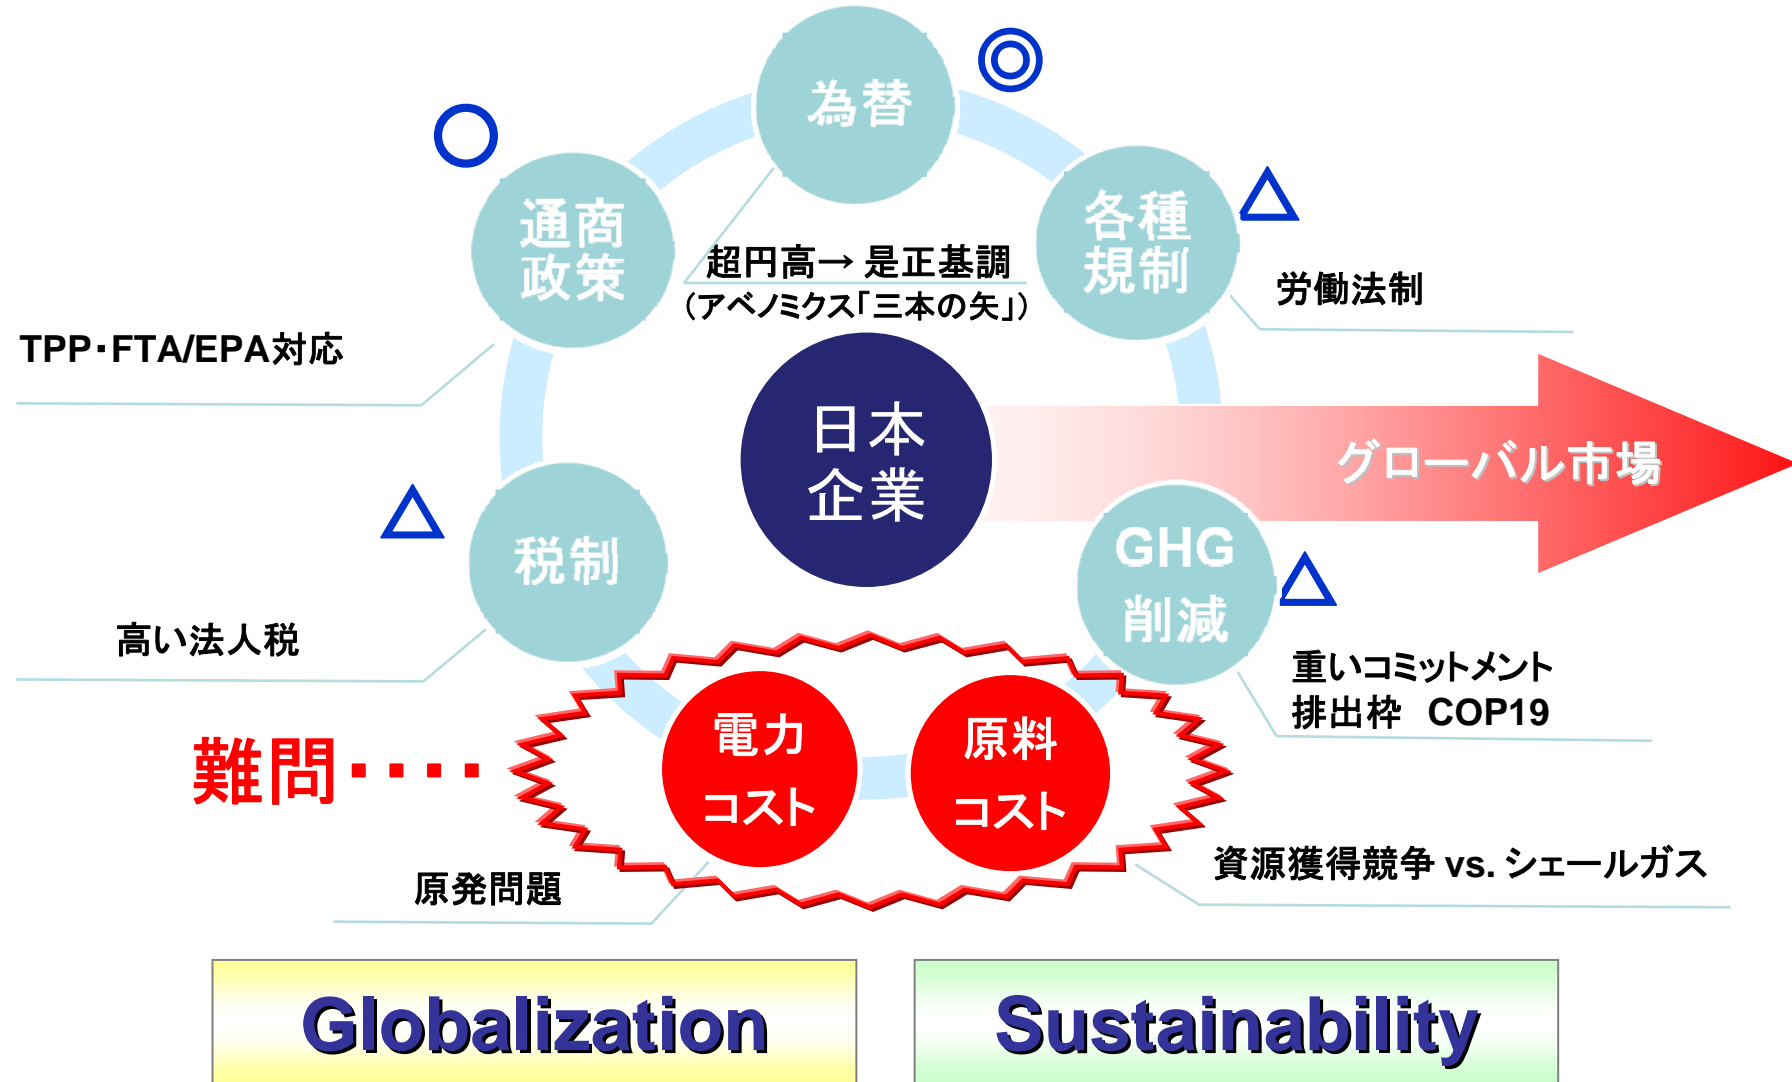 為替
通商
政策
各種
規制
超円高→ 是正基調
（アベノミクス「三本の矢」）
労働法制
TPP・FTA/EPA対応
日本
企業
グローバル市場
税制
GHG
削減
高い法人税
重いコミットメント
排出枠　COP19
難問・・・・
電力
コスト
原料
コスト
原発問題
資源獲得競争 vs. シェールガス
Globalization
Sustainability